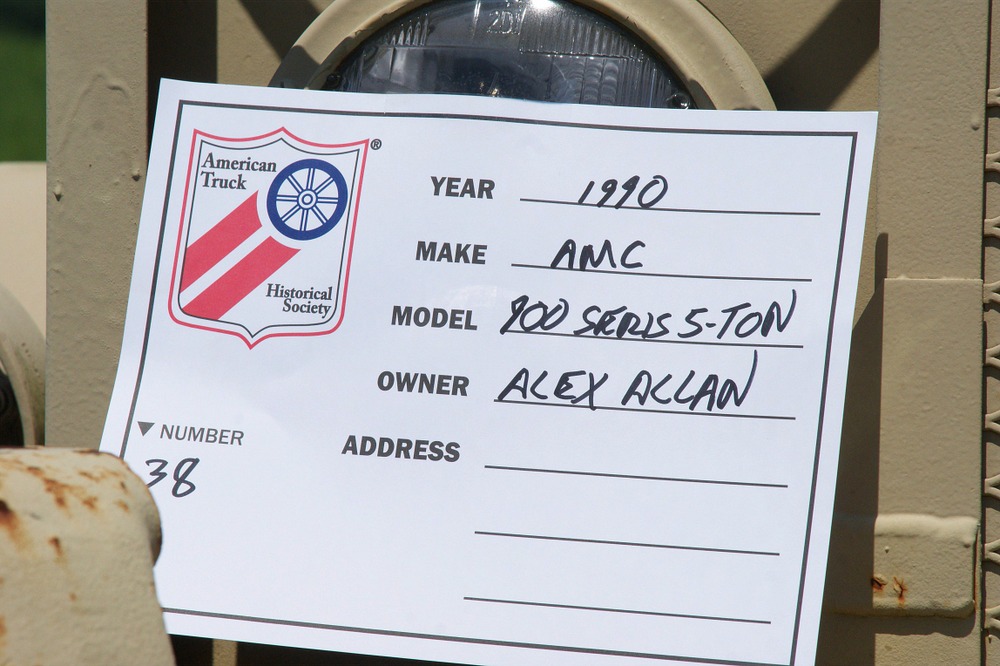 American
Truck
®
Historical
Society
YEAR 1990
MAKE AMC
MODEL 900 SERIS 5-TON
OWNER ALEX ALLAN
ADDRESS
▼ NUMBER
38